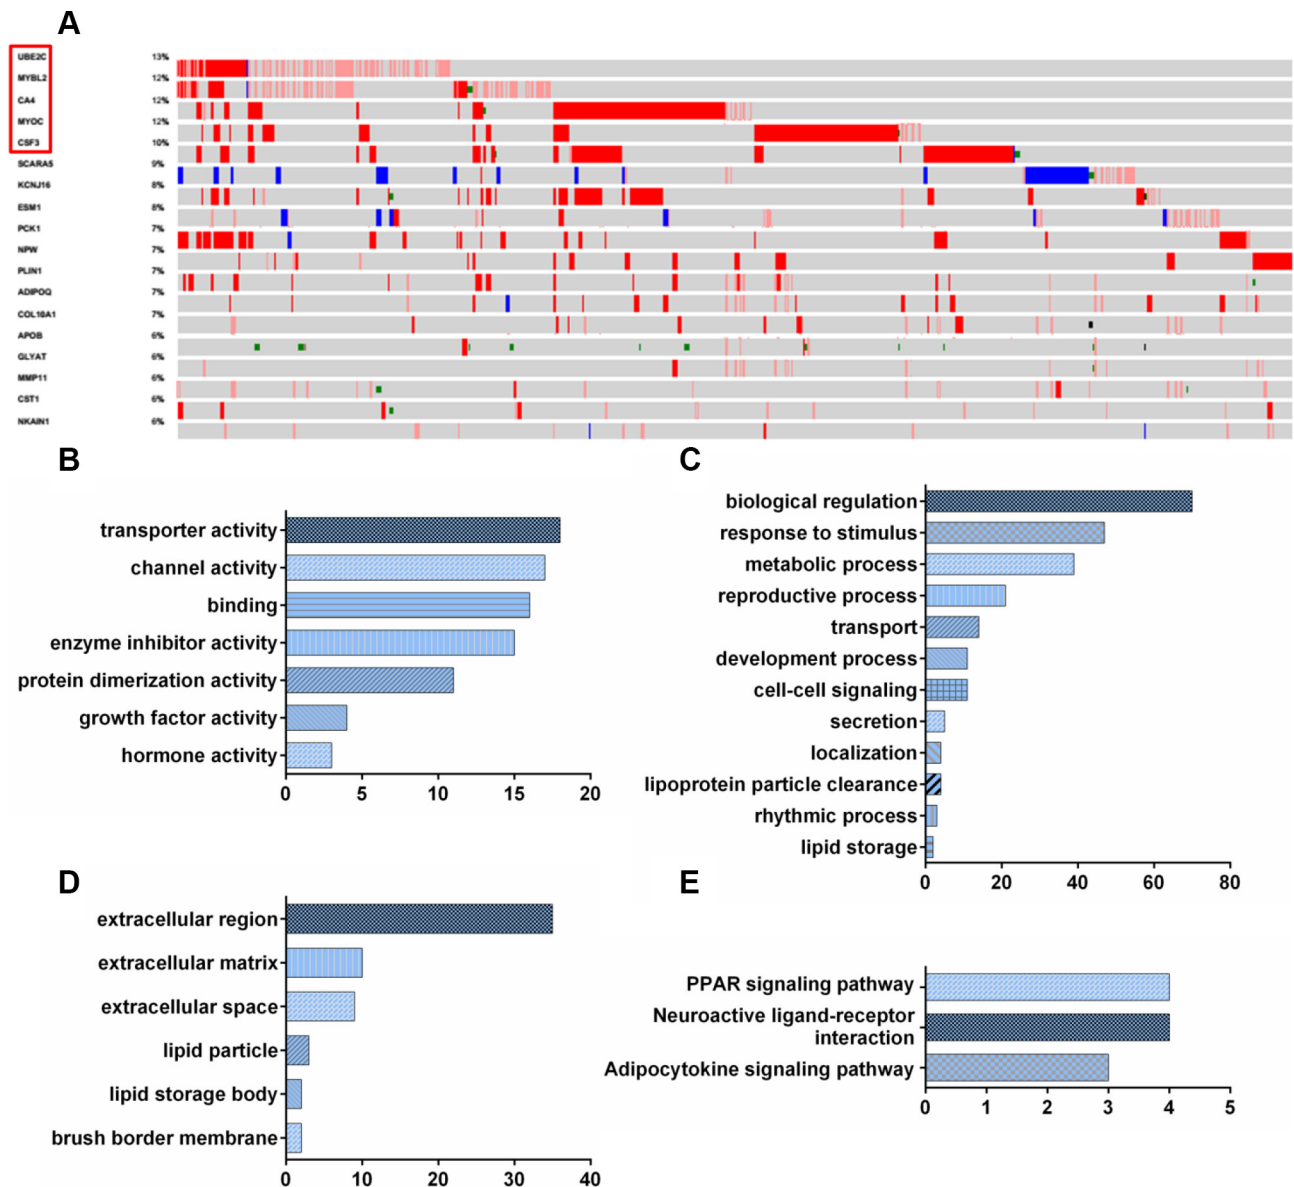 A
UBE2C 13%
MYBL2 12%
CA4 12%
MYOC 12%
CSF3 10%
SCARA5 9%
KCNJ16 8%
ESM1 8%
PCK1 7%
NPW 7%
PLIN1 7%
ADIPOQ 7%
COL10A1 7%
APOB 6%
GLYAT 6%
MMP11 6%
CST1 6%
NKAIN1 6%
B
transporter activity
channel activity
binding
enzyme inhibitor activity
protein dimerization activity
growth factor activity
hormone activity
0 5 10 15 20
C
biological regulation
response to stimulus
metabolic process
reproductive process
transport
development process
cell-cell signaling
secretion
localization
lipoprotein particle clearance
rhythmic process
lipid storage
0 20 40 60 80
D
extracellular region
extracellular matrix
extracellular space
lipid particle
lipid storage body
brush border membrane
0 10 20 30 40
E
PPAR signaling pathway
Neuroactive ligand-receptor
interaction
Adipocytokine signaling pathway
0 1 2 3 4 5